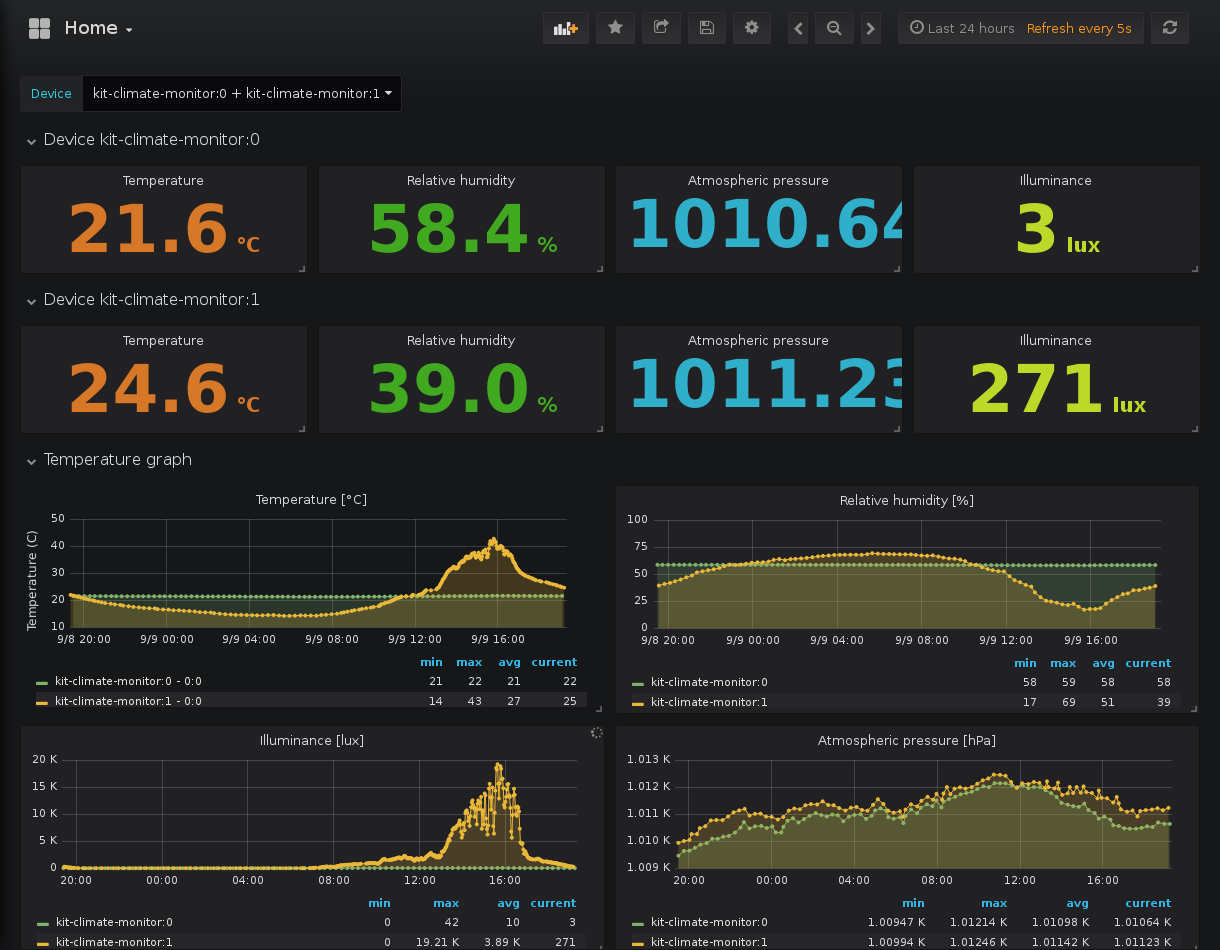 Home
Last 24 hours Refresh every 5s
Device kit-climate-monitor:0 + kit-climate-monitor:1
Device kit-climate-monitor:0
Temperature Relative humidity Atmospheric pressure Illuminance
21.6 °C 58.4 % 1010.64 3 lux
Device kit-climate-monitor:1
Temperature Relative humidity Atmospheric pressure Illuminance
24.6 °C 39.0 % 1011.23 271 lux
Temperature graph
Temperature [°C]
Temperature (C)
50
40
30
20
10
9/8 20:00 9/9 00:00 9/9 04:00 9/9 08:00 9/9 12:00 9/9 16:00
min max avg current
kit-climate-monitor:0 - 0:0 21 22 21 22
kit-climate-monitor:1 - 0:0 14 43 27 25
Relative humidity [%]
100
75
50
25
0
9/8 20:00 9/9 00:00 9/9 04:00 9/9 08:00 9/9 12:00 9/9 16:00
min max avg current
kit-climate-monitor:0 58 59 58 58
kit-climate-monitor:1 17 69 51 39
Illuminance [lux]
20 K
15 K
10 K
5 K
0
20:00 00:00 04:00 08:00 12:00 16:00
min max avg current
kit-climate-monitor:0 0 42 10 3
kit-climate-monitor:1 0 19.21 K 3.89 K 271
Atmospheric pressure [hPa]
1.013 K
1.012 K
1.011 K
1.010 K
1.009 K
20:00 00:00 04:00 08:00 12:00 16:00
min max avg current
kit-climate-monitor:0 1.00947 K 1.01214 K 1.01098 K 1.01064 K
kit-climate-monitor:1 1.00994 K 1.01246 K 1.01142 K 1.01123 K